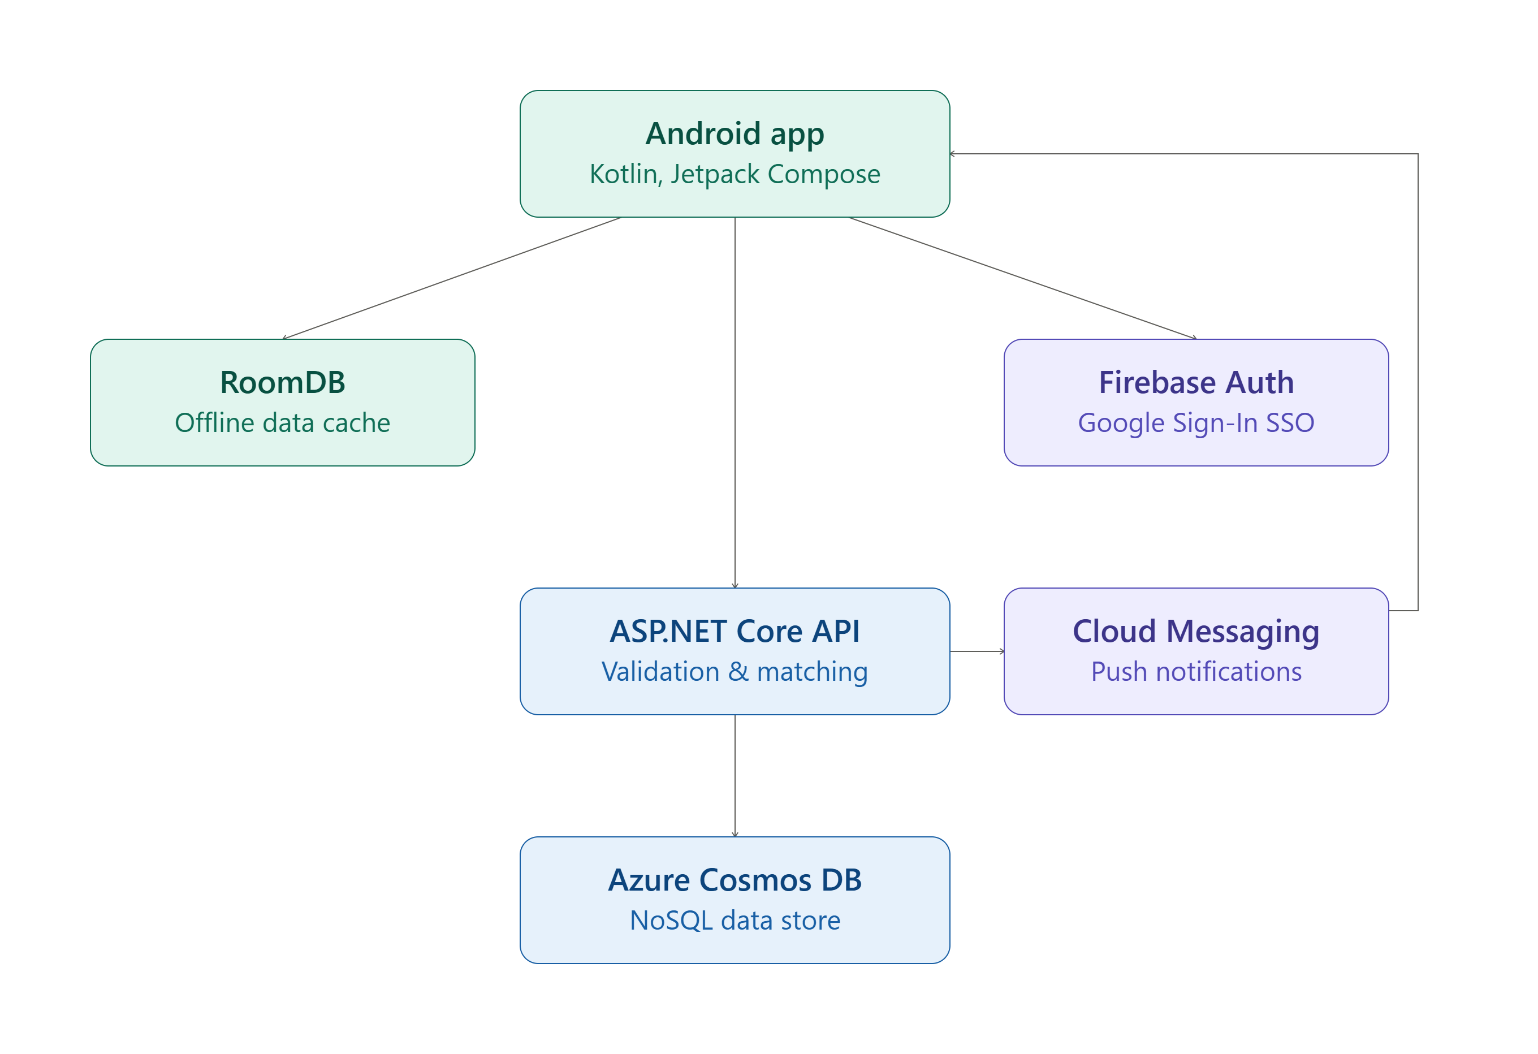 Android app
Kotlin, Jetpack Compose
RoomDB
Offline data cache
Firebase Auth
Google Sign-In SSO
ASP.NET Core API
Validation & matching
Cloud Messaging
Push notifications
Azure Cosmos DB
NoSQL data store